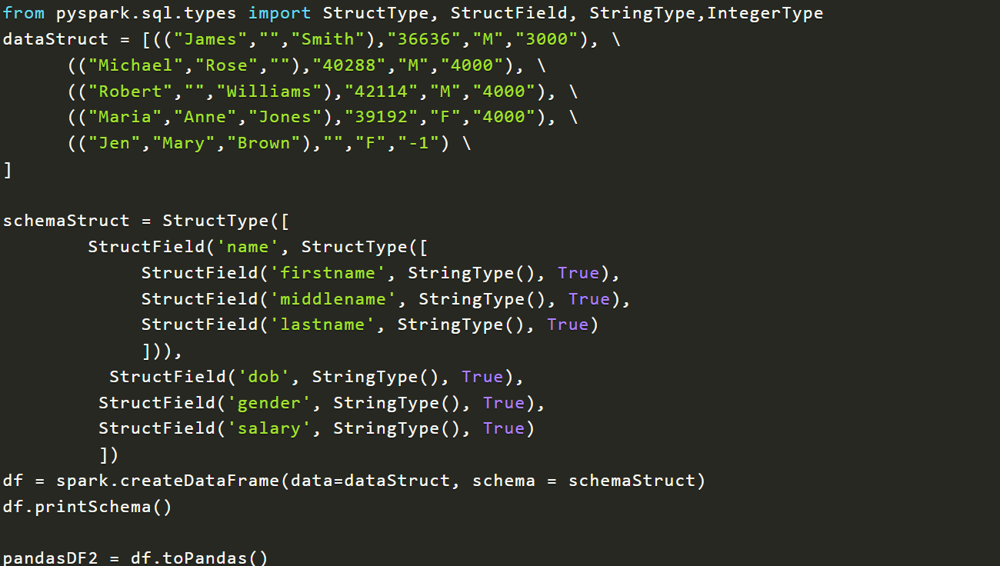 from pyspark.sql.types import StructType, StructField, StringType,IntegerType
dataStruct = [(("James","","Smith"),"36636","M","3000"), \
      (("Michael","Rose",""),"40288","M","4000"), \
      (("Robert","","Williams"),"42114","M","4000"), \
      (("Maria","Anne","Jones"),"39192","F","4000"), \
      (("Jen","Mary","Brown"),"","F","-1") \
]

schemaStruct = StructType([
        StructField('name', StructType([
             StructField('firstname', StringType(), True),
             StructField('middlename', StringType(), True),
             StructField('lastname', StringType(), True)
             ])),
          StructField('dob', StringType(), True),
         StructField('gender', StringType(), True),
         StructField('salary', StringType(), True)
         ])
df = spark.createDataFrame(data=dataStruct, schema = schemaStruct)
df.printSchema()

pandasDF2 = df.toPandas()